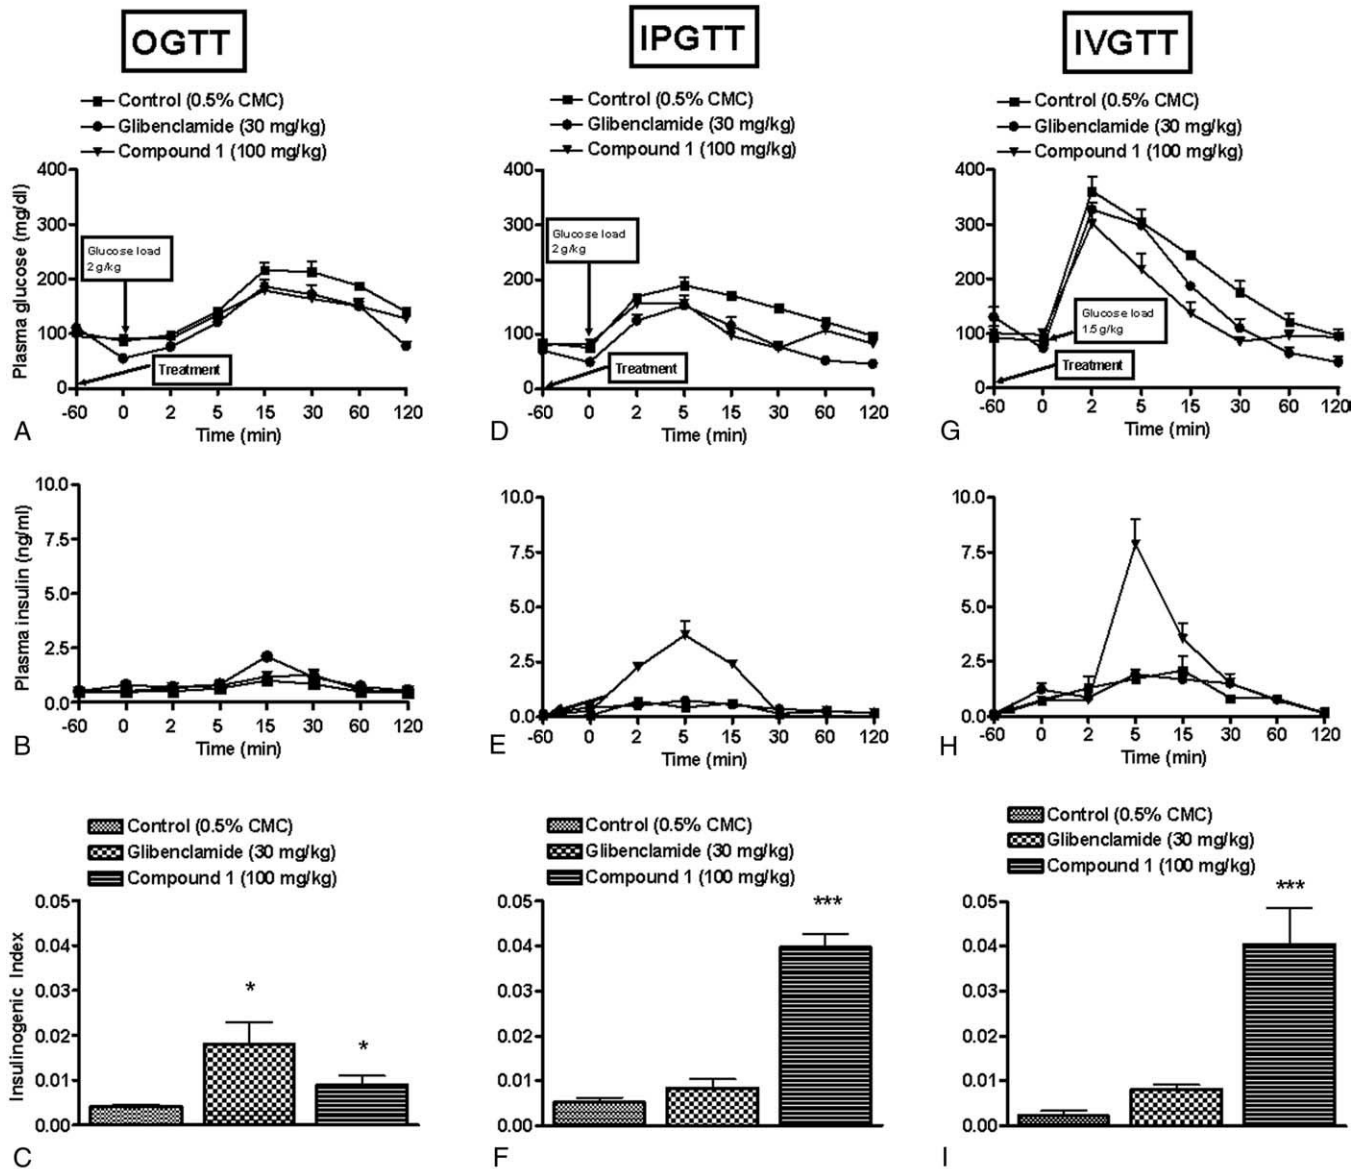 OGTT
IPGTT
IVGTT
Control (0.5% CMC)
Glibenclamide (30 mg/kg)
Compound 1 (100 mg/kg)
Control (0.5% CMC)
Glibenclamide (30 mg/kg)
Compound 1 (100 mg/kg)
Control (0.5% CMC)
Glibenclamide (30 mg/kg)
Compound 1 (100 mg/kg)
Plasma glucose (mg/dl)
400
300
200
100
0
Glucose load
2 g/kg
Treatment
-60 0 2 5 15 30 60 120
Time (min)
A
400
300
200
100
0
Glucose load
2 g/kg
Treatment
-60 0 2 5 15 30 60 120
Time (min)
D
400
300
200
100
0
Glucose load
1.5 g/kg
Treatment
-60 0 2 5 15 30 60 120
Time (min)
G
Plasma insulin (ng/ml)
10.0
7.5
5.0
2.5
0.0
-60 0 2 5 15 30 60 120
Time (min)
B
10.0
7.5
5.0
2.5
0.0
-60 0 2 5 15 30 60 120
Time (min)
E
10.0
7.5
5.0
2.5
0.0
-60 0 2 5 15 30 60 120
Time (min)
H
Control (0.5% CMC)
Glibenclamide (30 mg/kg)
Compound 1 (100 mg/kg)
Insulinogenic Index
0.05
0.04
0.03
0.02
0.01
0.00
*
*
C
Control (0.5% CMC)
Glibenclamide (30 mg/kg)
Compound 1 (100 mg/kg)
0.05
0.04
0.03
0.02
0.01
0.00
***
F
Control (0.5% CMC)
Glibenclamide (30 mg/kg)
Compound 1 (100 mg/kg)
0.05
0.04
0.03
0.02
0.01
0.00
***
I